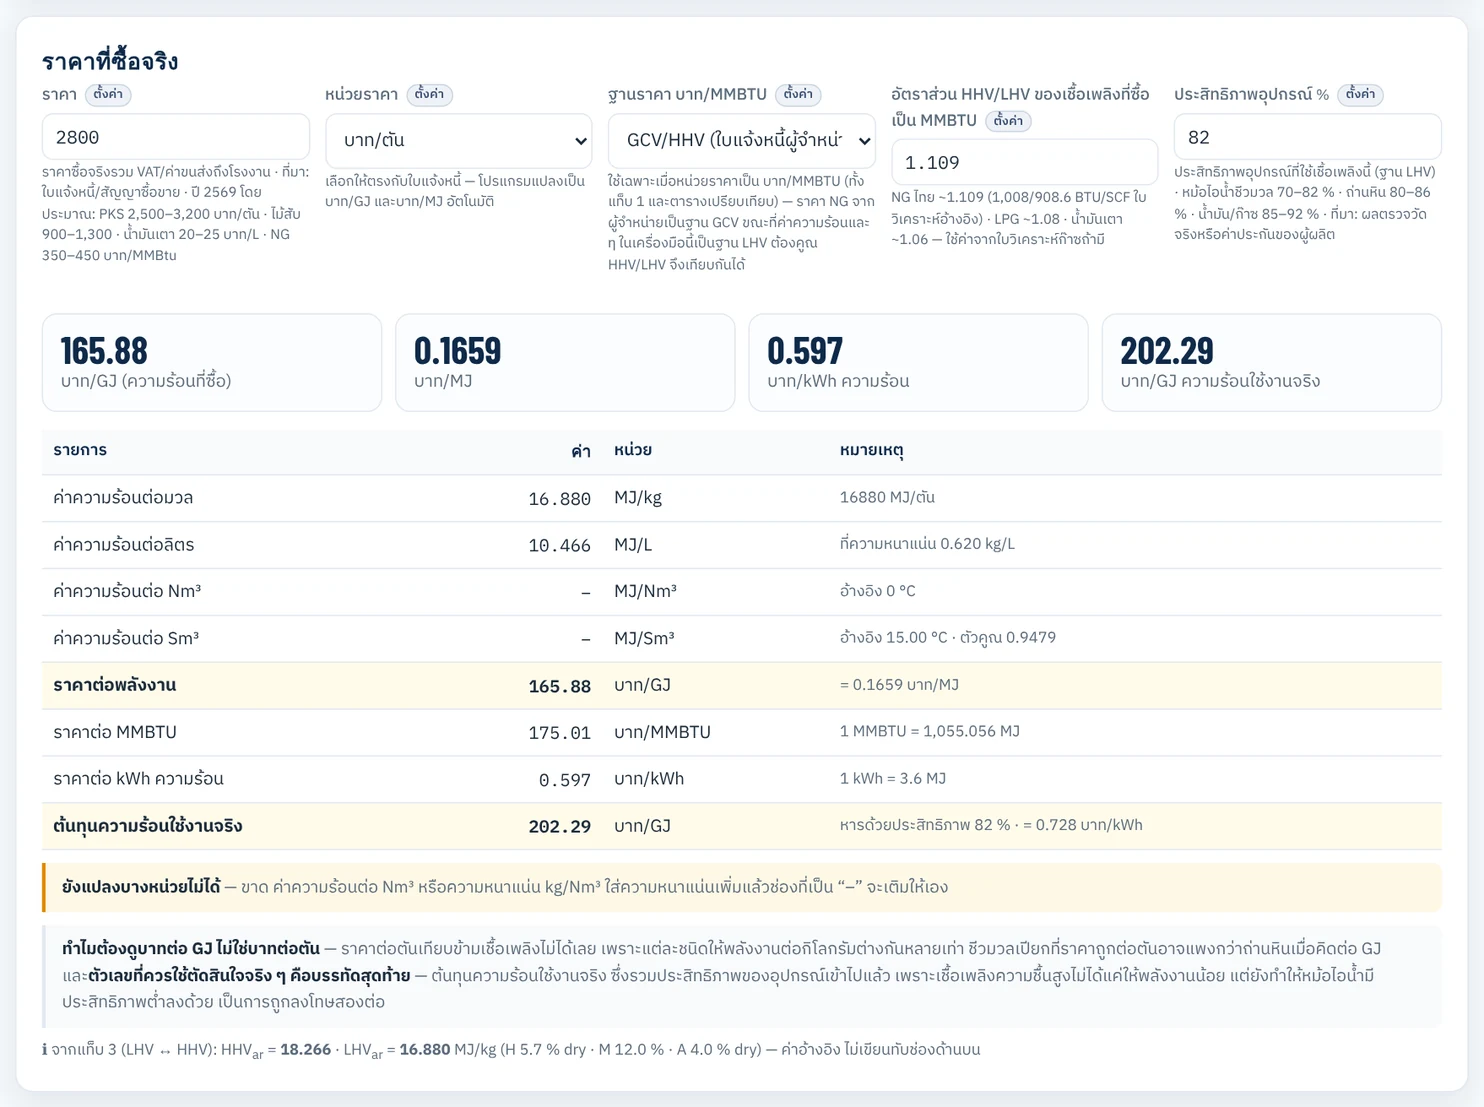 ราคาที่ซื้อจริง
ราคา ตั้งค่า
2800
ราคาซื้อจริงรวม VAT/ค่าขนส่งถึงโรงงาน · ที่มา:
ใบแจ้งหนี้/สัญญาซื้อขาย · ปี 2569 โดย
ประมาณ: PKS 2,500–3,200 บาท/ตัน · ไม้สับ
900–1,300 · น้ำมันเตา 20–25 บาท/L · NG
350–450 บาท/MMBtu
หน่วยราคา ตั้งค่า
บาท/ตัน
เลือกให้ตรงกับใบแจ้งหนี้ — โปรแกรมแปลงเป็น
บาท/GJ และบาท/MJ อัตโนมัติ
ฐานราคา บาท/MMBTU ตั้งค่า
GCV/HHV (ใบแจ้งหนี้ผู้จำหน่
ใช้เฉพาะเมื่อหน่วยราคาเป็น บาท/MMBTU (ทั้ง
แท็บ 1 และตารางเปรียบเทียบ) — ราคา NG จาก
ผู้จำหน่ายเป็นฐาน GCV ขณะที่ค่าความร้อนและ
η ในเครื่องมือนี้เป็นฐาน LHV ต้องคูณ
HHV/LHV จึงเทียบกันได้
อัตราส่วน HHV/LHV ของเชื้อเพลิงที่ซื้อ
เป็น MMBTU ตั้งค่า
1.109
NG ไทย ~1.109 (1,008/908.6 BTU/SCF ใบ
วิเคราะห์อ้างอิง) · LPG ~1.08 · น้ำมันเตา
~1.06 — ใช้ค่าจากใบวิเคราะห์ก๊าซถ้ามี
ประสิทธิภาพอุปกรณ์ % ตั้งค่า
82
ประสิทธิภาพอุปกรณ์ที่ใช้เชื้อเพลิงนี้ (ฐาน LHV)
· หม้อไอน้ำชีวมวล 70–82 % · ถ่านหิน 80–86
% · น้ำมัน/ก๊าซ 85–92 % · ที่มา: ผลตรวจวัด
จริงหรือค่าประกันของผู้ผลิต
165.88
บาท/GJ (ความร้อนที่ซื้อ)
0.1659
บาท/MJ
0.597
บาท/kWh ความร้อน
202.29
บาท/GJ ความร้อนใช้งานจริง
รายการ ค่า หน่วย หมายเหตุ
ค่าความร้อนต่อมวล 16.880 MJ/kg 16880 MJ/ตัน
ค่าความร้อนต่อลิตร 10.466 MJ/L ที่ความหนาแน่น 0.620 kg/L
ค่าความร้อนต่อ Nm³ – MJ/Nm³ อ้างอิง 0 °C
ค่าความร้อนต่อ Sm³ – MJ/Sm³ อ้างอิง 15.00 °C · ตัวคูณ 0.9479
ราคาต่อพลังงาน 165.88 บาท/GJ = 0.1659 บาท/MJ
ราคาต่อ MMBTU 175.01 บาท/MMBTU 1 MMBTU = 1,055.056 MJ
ราคาต่อ kWh ความร้อน 0.597 บาท/kWh 1 kWh = 3.6 MJ
ต้นทุนความร้อนใช้งานจริง 202.29 บาท/GJ หารด้วยประสิทธิภาพ 82 % · = 0.728 บาท/kWh
ยังแปลงบางหน่วยไม่ได้ — ขาด ค่าความร้อนต่อ Nm³ หรือความหนาแน่น kg/Nm³ ใส่ความหนาแน่นเพิ่มแล้วช่องที่เป็น “–” จะเติมให้เอง
ทำไมต้องดูบาทต่อ GJ ไม่ใช่บาทต่อตัน — ราคาต่อตันเทียบข้ามเชื้อเพลิงไม่ได้เลย เพราะแต่ละชนิดให้พลังงานต่อกิโลกรัมต่างกันหลายเท่า ชีวมวลเปียกที่ราคาถูกต่อตันอาจแพงกว่าถ่านหินเมื่อคิดต่อ GJ
และตัวเลขที่ควรใช้ตัดสินใจจริง ๆ คือบรรทัดสุดท้าย — ต้นทุนความร้อนใช้งานจริง ซึ่งรวมประสิทธิภาพของอุปกรณ์เข้าไปแล้ว เพราะเชื้อเพลิงความชื้นสูงไม่ได้แค่ให้พลังงานน้อย แต่ยังทำให้หม้อไอน้ำมี
ประสิทธิภาพต่ำลงด้วย เป็นการถูกลงโทษสองต่อ
ℹ จากแท็บ 3 (LHV ↔ HHV): HHVar = 18.266 · LHVar = 16.880 MJ/kg (H 5.7 % dry · M 12.0 % · A 4.0 % dry) — ค่าอ้างอิง ไม่เขียนทับช่องด้านบน